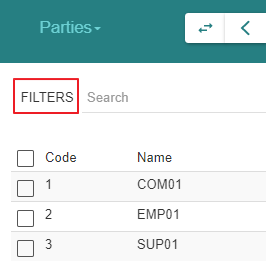 Parties
FILTERS Search
Code Name
1 COM01
2 EMP01
3 SUP01